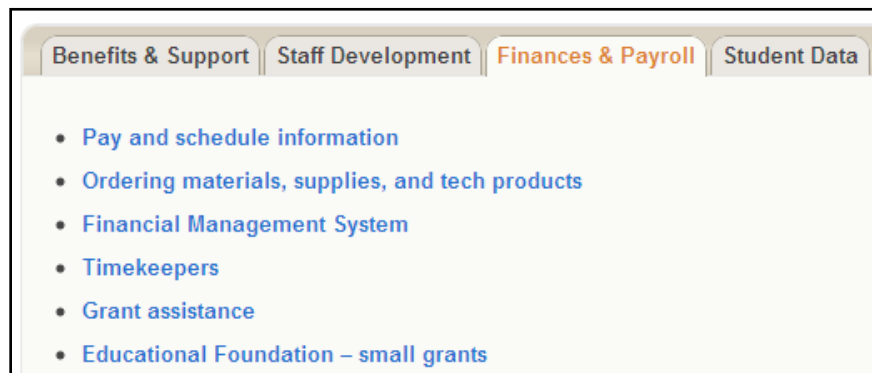 Benefits & Support Staff Development Finances & Payroll Student Data
Pay and schedule information
Ordering materials, supplies, and tech products
Financial Management System
Timekeepers
Grant assistance
Educational Foundation – small grants